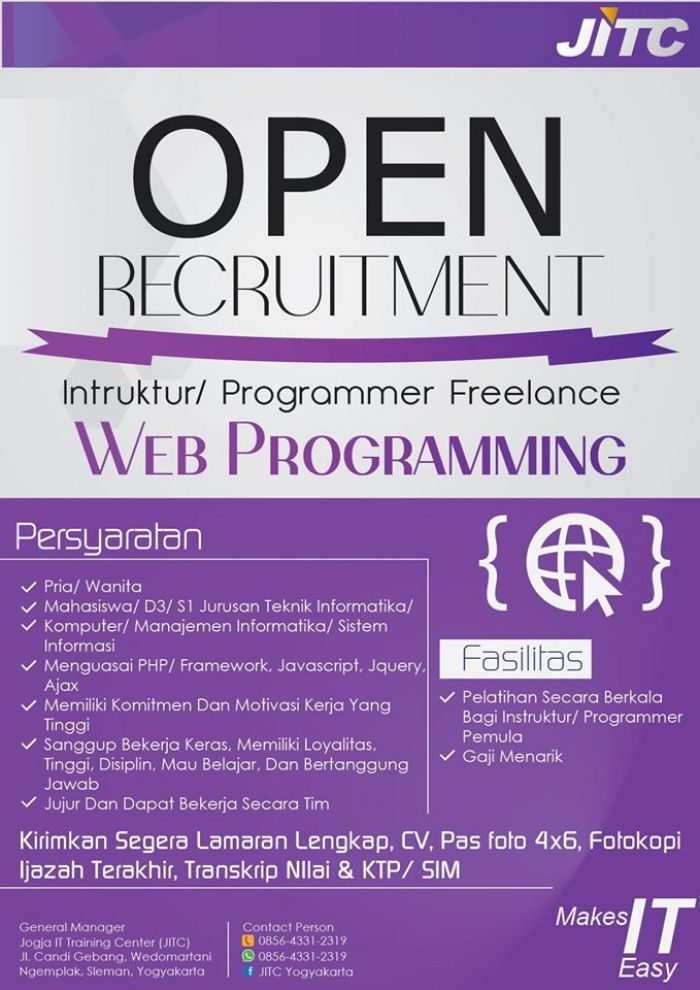 JITC
OPEN
RECRUITMENT
Intruktur/ Programmer Freelance
WEB PROGRAMMING
Persyaratan
Pria/ Wanita
Mahasiswa/ D3/ S1 Jurusan Teknik Informatika/
Komputer/ Manajemen Informatika/ Sistem
Informasi
Menguasai PHP/ Framework, Javascript, Jquery,
Ajax
Memiliki Komitmen Dan Motivasi Kerja Yang
Tinggi
Sanggup Bekerja Keras, Memiliki Loyalitas,
Tinggi, Disiplin, Mau Belajar, Dan Bertanggung
Jawab
Jujur Dan Dapat Bekerja Secara Tim
Fasilitas
Pelatihan Secara Berkala
Bagi Instruktur/ Programmer
Pemula
Gaji Menarik
Kirimkan Segera Lamaran Lengkap, CV, Pas foto 4x6, Fotokopi
Ijazah Terakhir, Transkrip NIlai & KTP/ SIM
General Manager
Jogja IT Training Center (JITC)
Jl. Candi Gebang, Wedomartani
Ngemplak, Sleman, Yogyakarta
Contact Person
0856-4331-2319
0856-4331-2319
JITC Yogyakarta
Makes IT
Easy